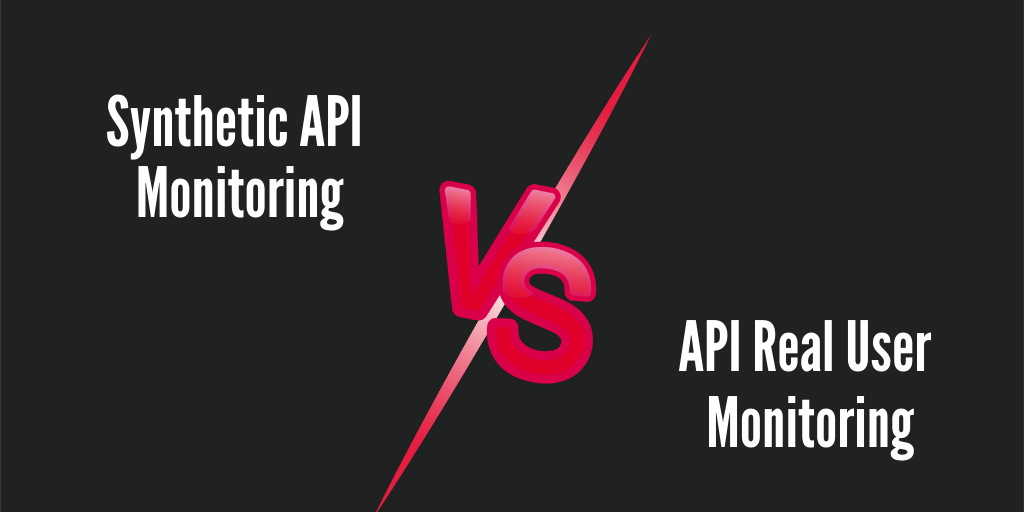 Synthetic API
Monitoring
VS
API Real User
Monitoring